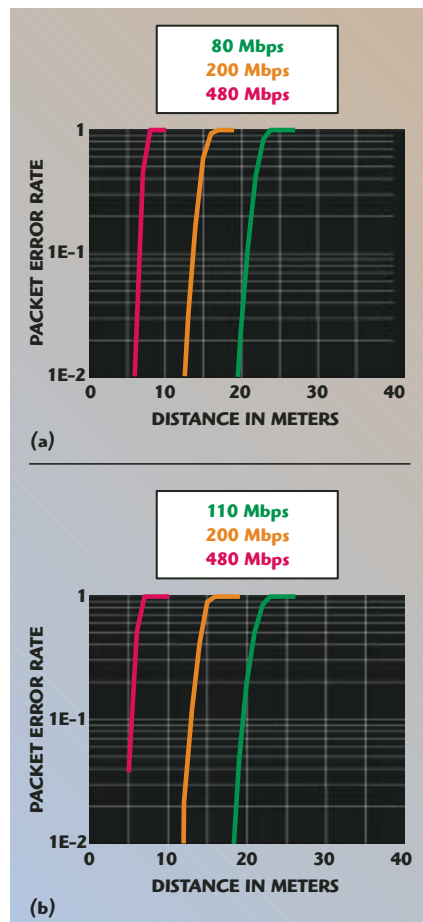 80 Mbps
200 Mbps
480 Mbps
PACKET ERROR RATE
1
1E-1
1E-2
0 10 20 30 40
DISTANCE IN METERS
(a)
110 Mbps
200 Mbps
480 Mbps
PACKET ERROR RATE
1
1E-1
1E-2
0 10 20 30 40
DISTANCE IN METERS
(b)